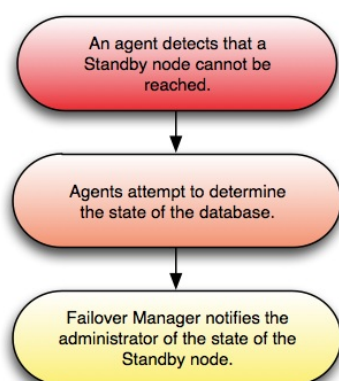 An agent detects that a
Standby node cannot be
reached.
Agents attempt to determine
the state of the database.
Failover Manager notifies the
administrator of the state of the
Standby node.